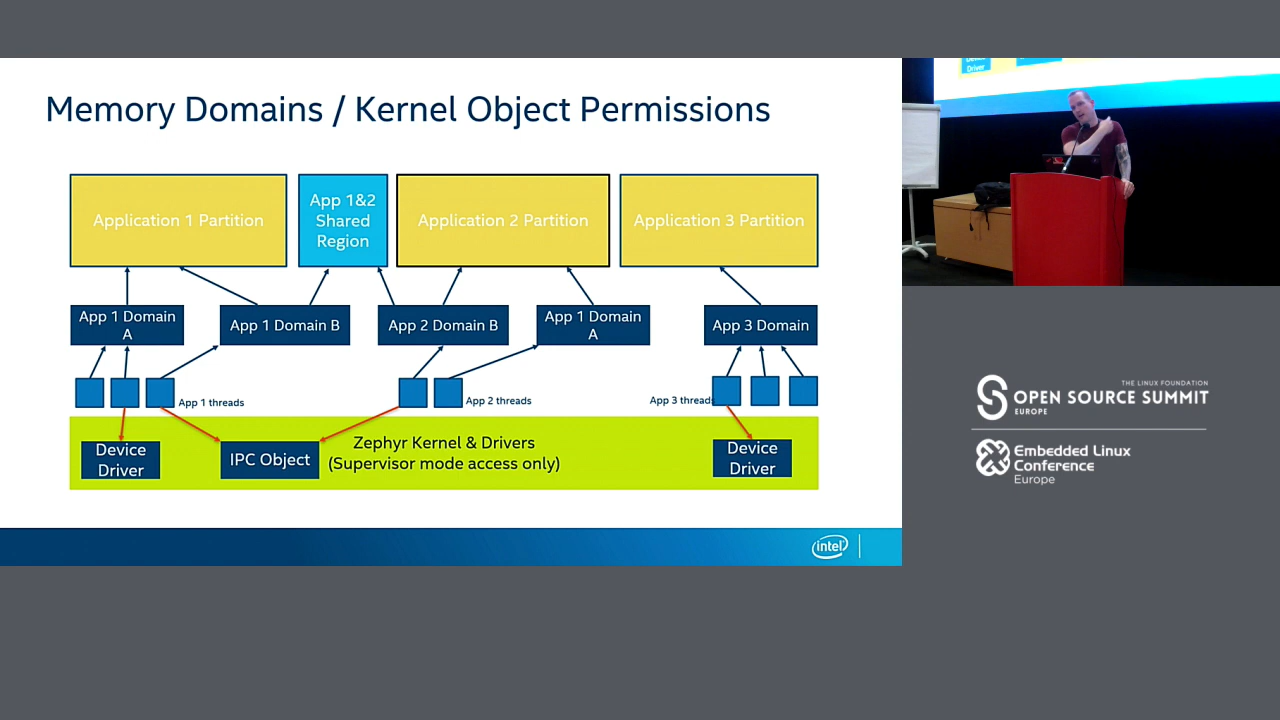 Memory Domains / Kernel Object Permissions
Application 1 Partition
App 1&2
Shared
Region
Application 2 Partition
Application 3 Partition
App 1 Domain
A
App 1 Domain B
App 2 Domain B
App 1 Domain
A
App 3 Domain
App 1 threads
App 2 threads
App 3 threads
Device
Driver
IPC Object
Zephyr Kernel & Drivers
(Supervisor mode access only)
Device
Driver
intel
Driver
THE LINUX FOUNDATION
OPEN SOURCE SUMMIT
EUROPE
Embedded Linux
Conference
Europe